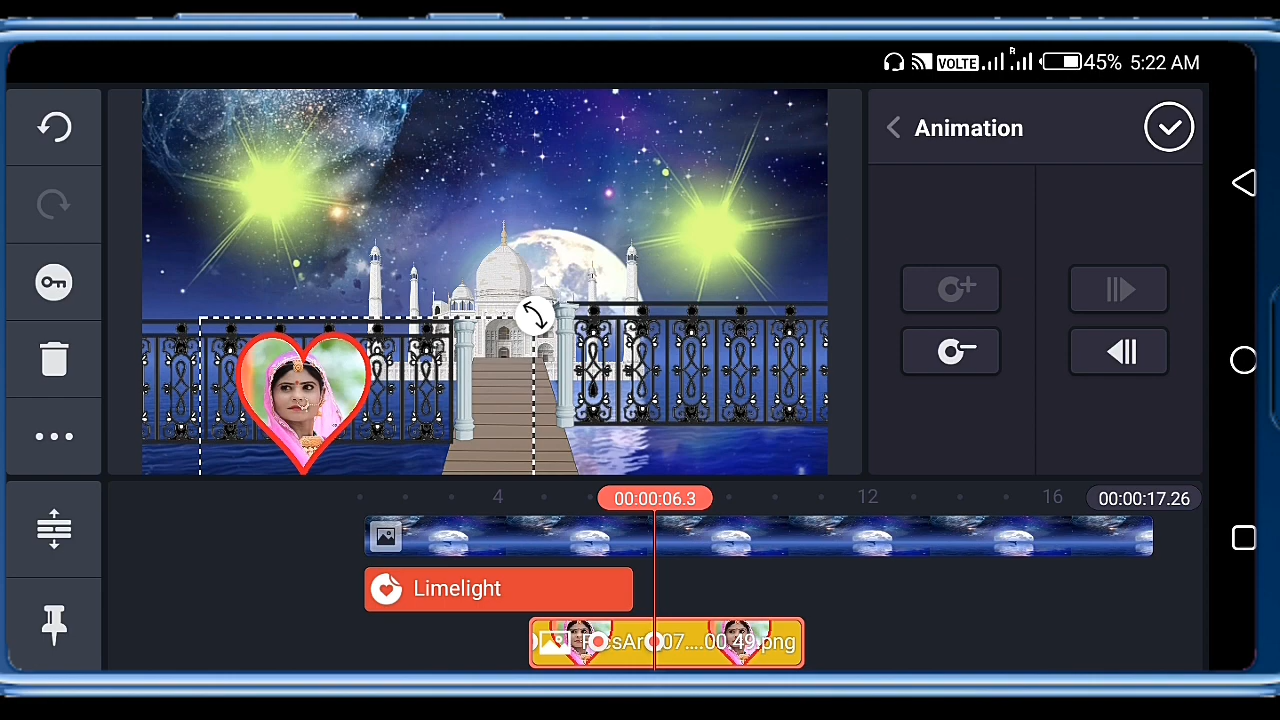 R
VOLTE 45% 5:22 AM
Animation
4 00:00:06.3 12 16 00:00:17.26
Limelight
07....00.49.png